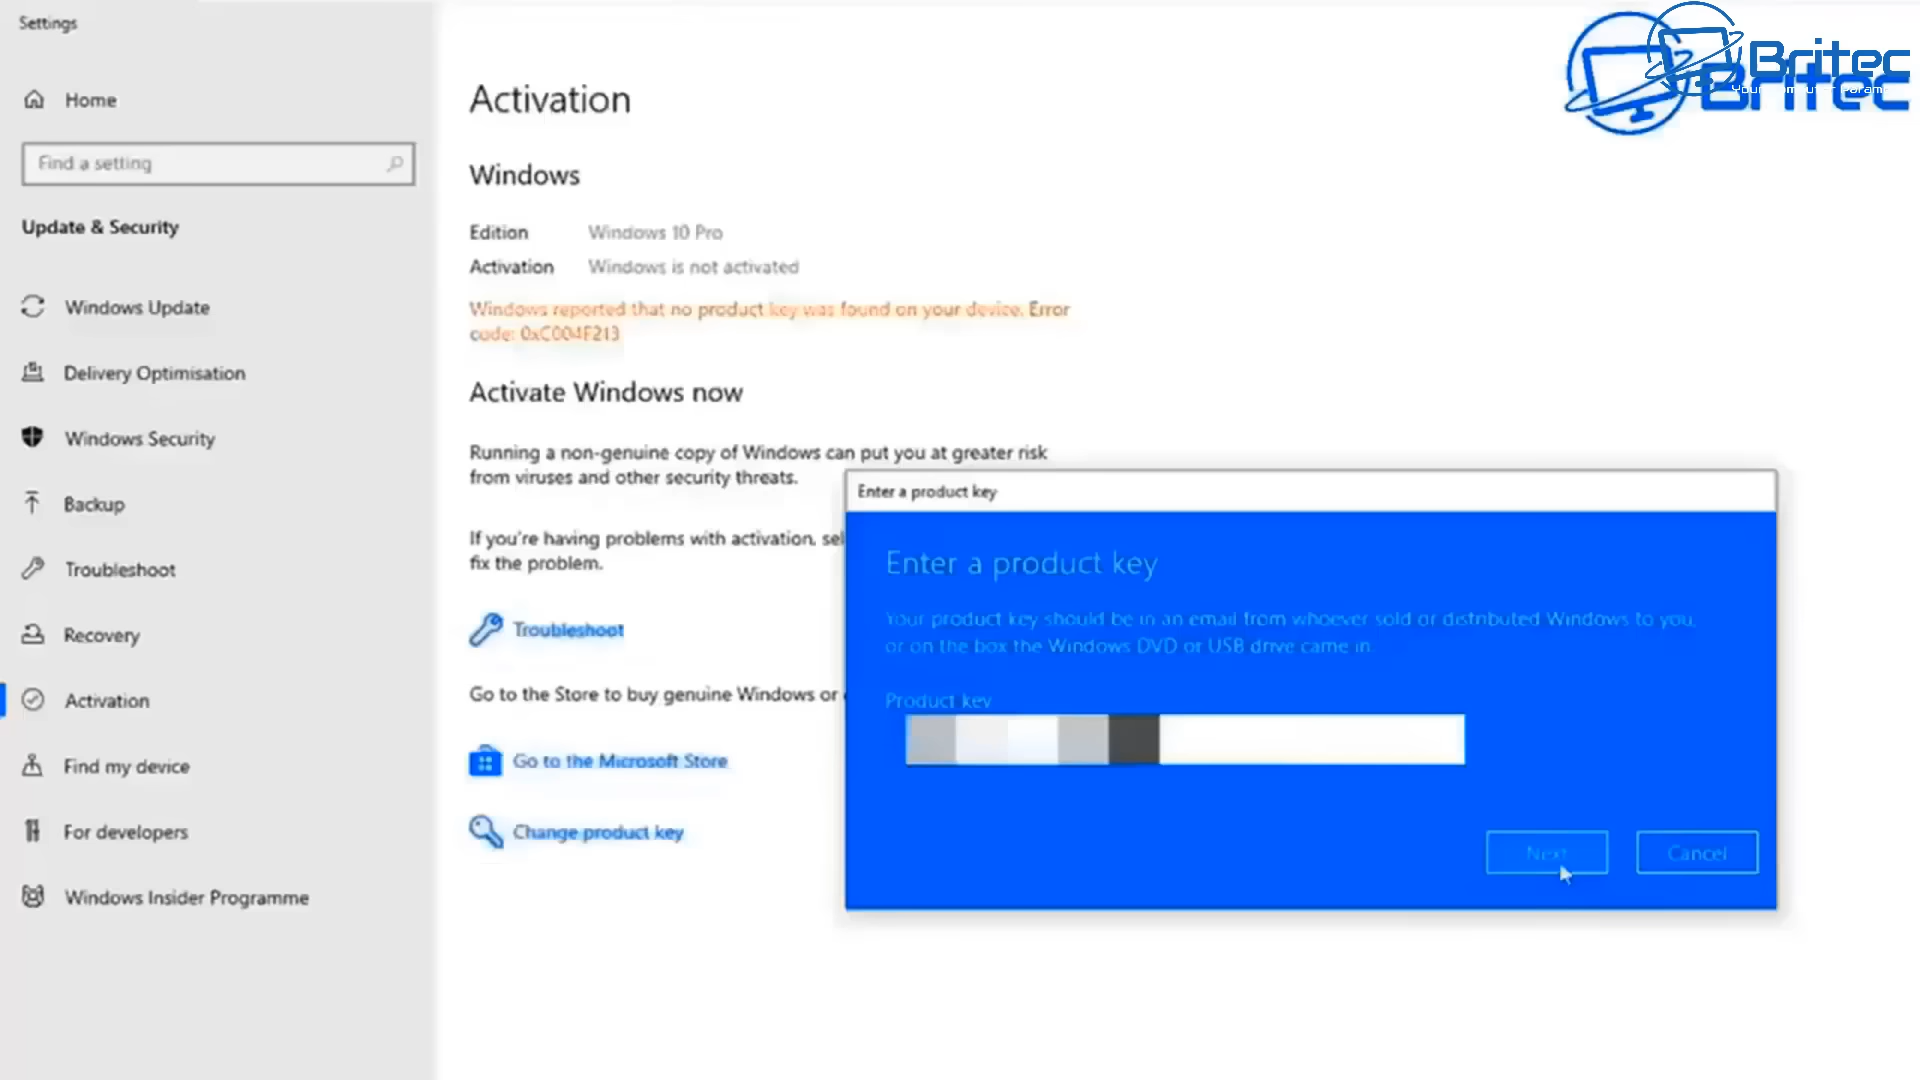 Settings
Home
Find a setting
Update & Security
Windows Update
Delivery Optimisation
Windows Security
Backup
Troubleshoot
Recovery
Activation
Find my device
For developers
Windows Insider Programme
Activation
Windows
Edition Windows 10 Pro
Activation Windows is not activated
Windows reported that no product key was found on your device. Error
code: 0xC004F213
Activate Windows now
Running a non-genuine copy of Windows can put you at greater risk
from viruses and other security threats.
If you're having problems with activation, sel
fix the problem.
Troubleshoot
Go to the Store to buy genuine Windows or
Go to the Microsoft Store
Change product key
Enter a product key
Enter a product key
Your product key should be in an email from whoever sold or distributed Windows to you,
or on the box the Windows DVD or USB drive came in.
Product key
Next
Cancel
Britec
Britec